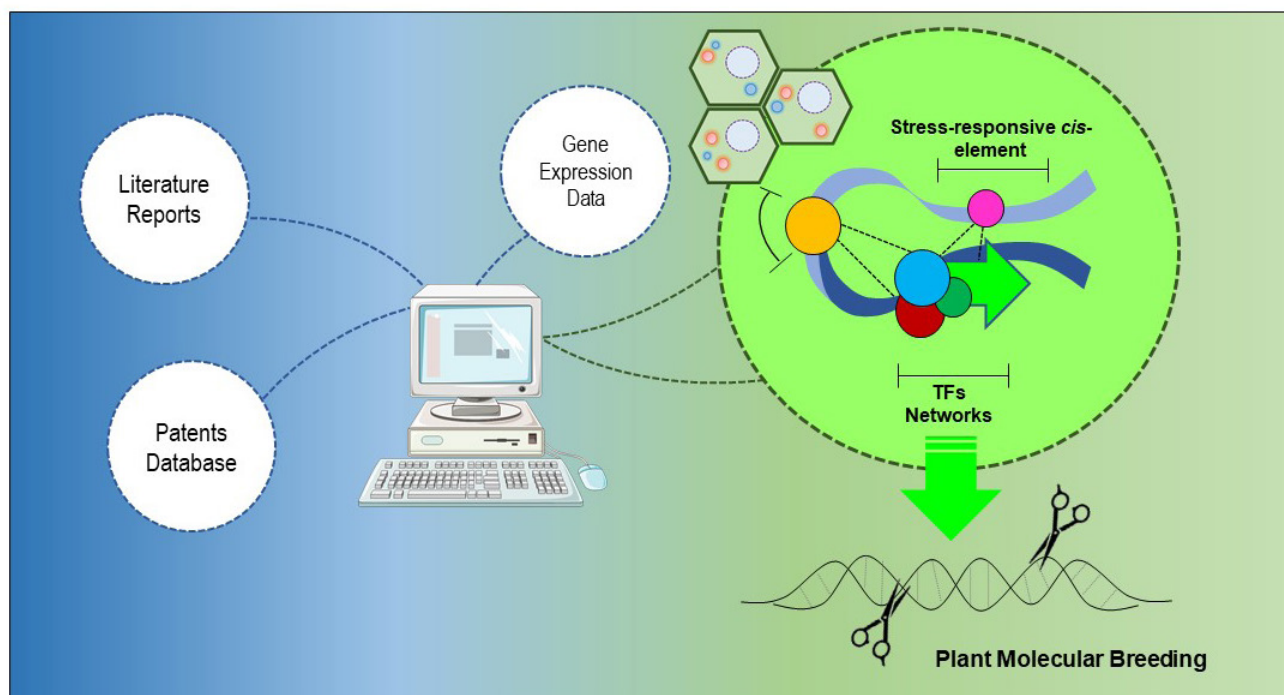 Literature
Reports
Gene
Expression
Data
Patents
Database
Stress-responsive cis-
element
TFs
Networks
Plant Molecular Breeding